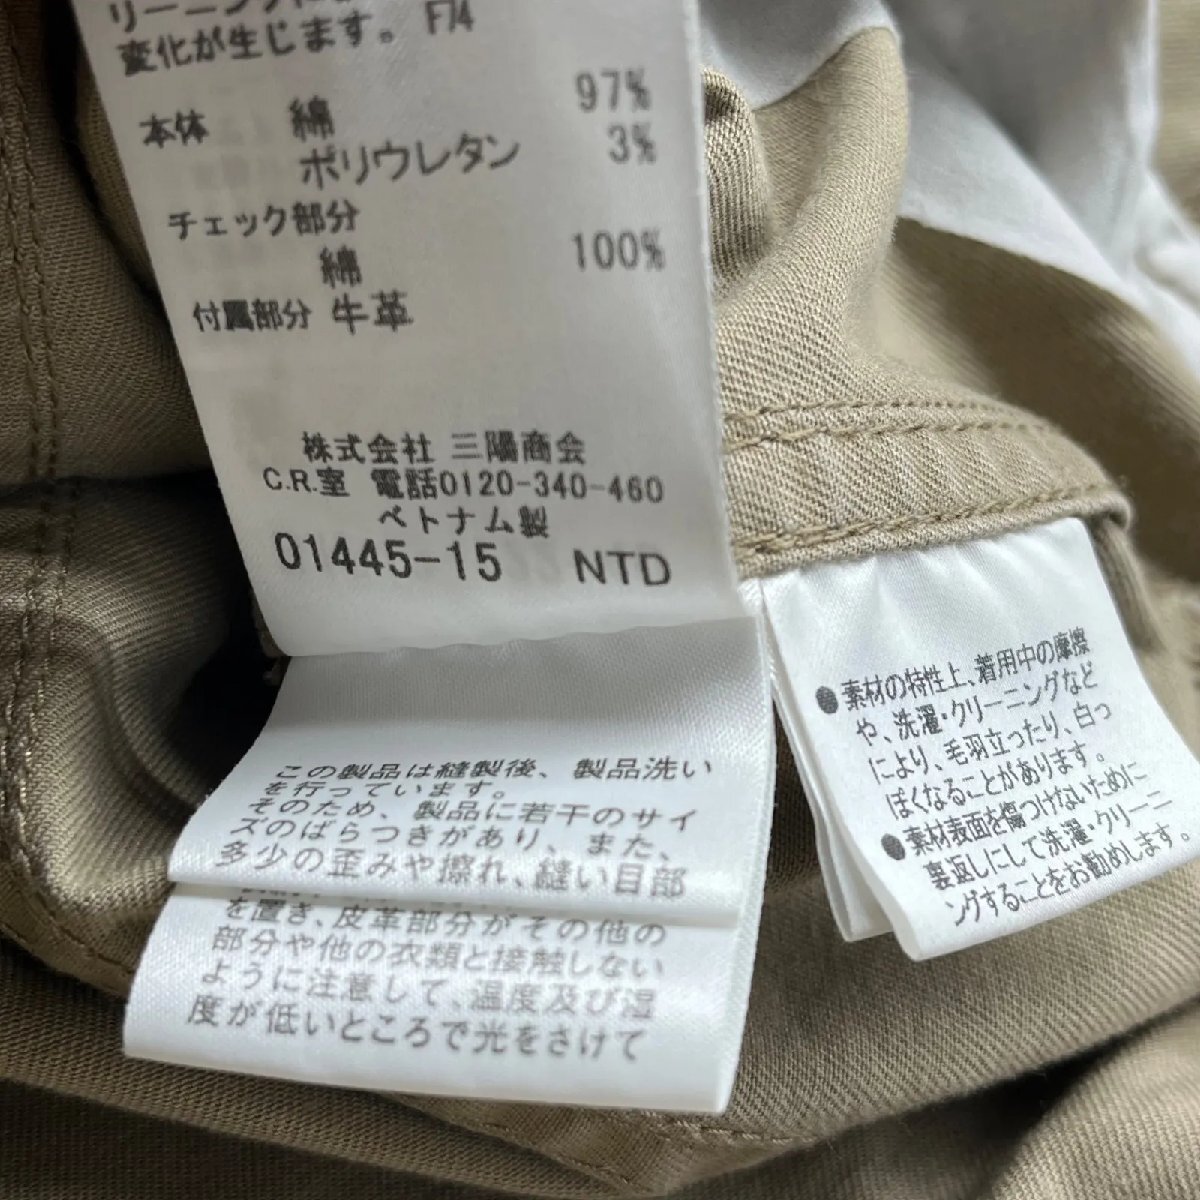 変化が生じます。 F74
本体 綿 97%
ポリウレタン 3%
チェック部分
綿 100%
付属部分 牛革
株式会社 三陽商会
C.R.室 電話0120-340-460
ベトナム製
01445-15 NTD
この製品は縫製後、製品洗い
を行っています。
そのため、製品に若干のサイ
ズのばらつきがあり、また、
多少の歪みや擦れ、縫い目部
を置き、皮革部分がその他の
部分や他の衣類と接触しない
ように注意して、温度及び湿
度が低いところで光をさけて
●素材の特性上、着用中の摩擦
や、洗濯・クリーニングなど
により、毛羽立ったり、白っ
ぽくなることがあります。
●素材表面を傷つけないために
裏返しにして洗濯・クリーニ
ングすることをお勧めします。